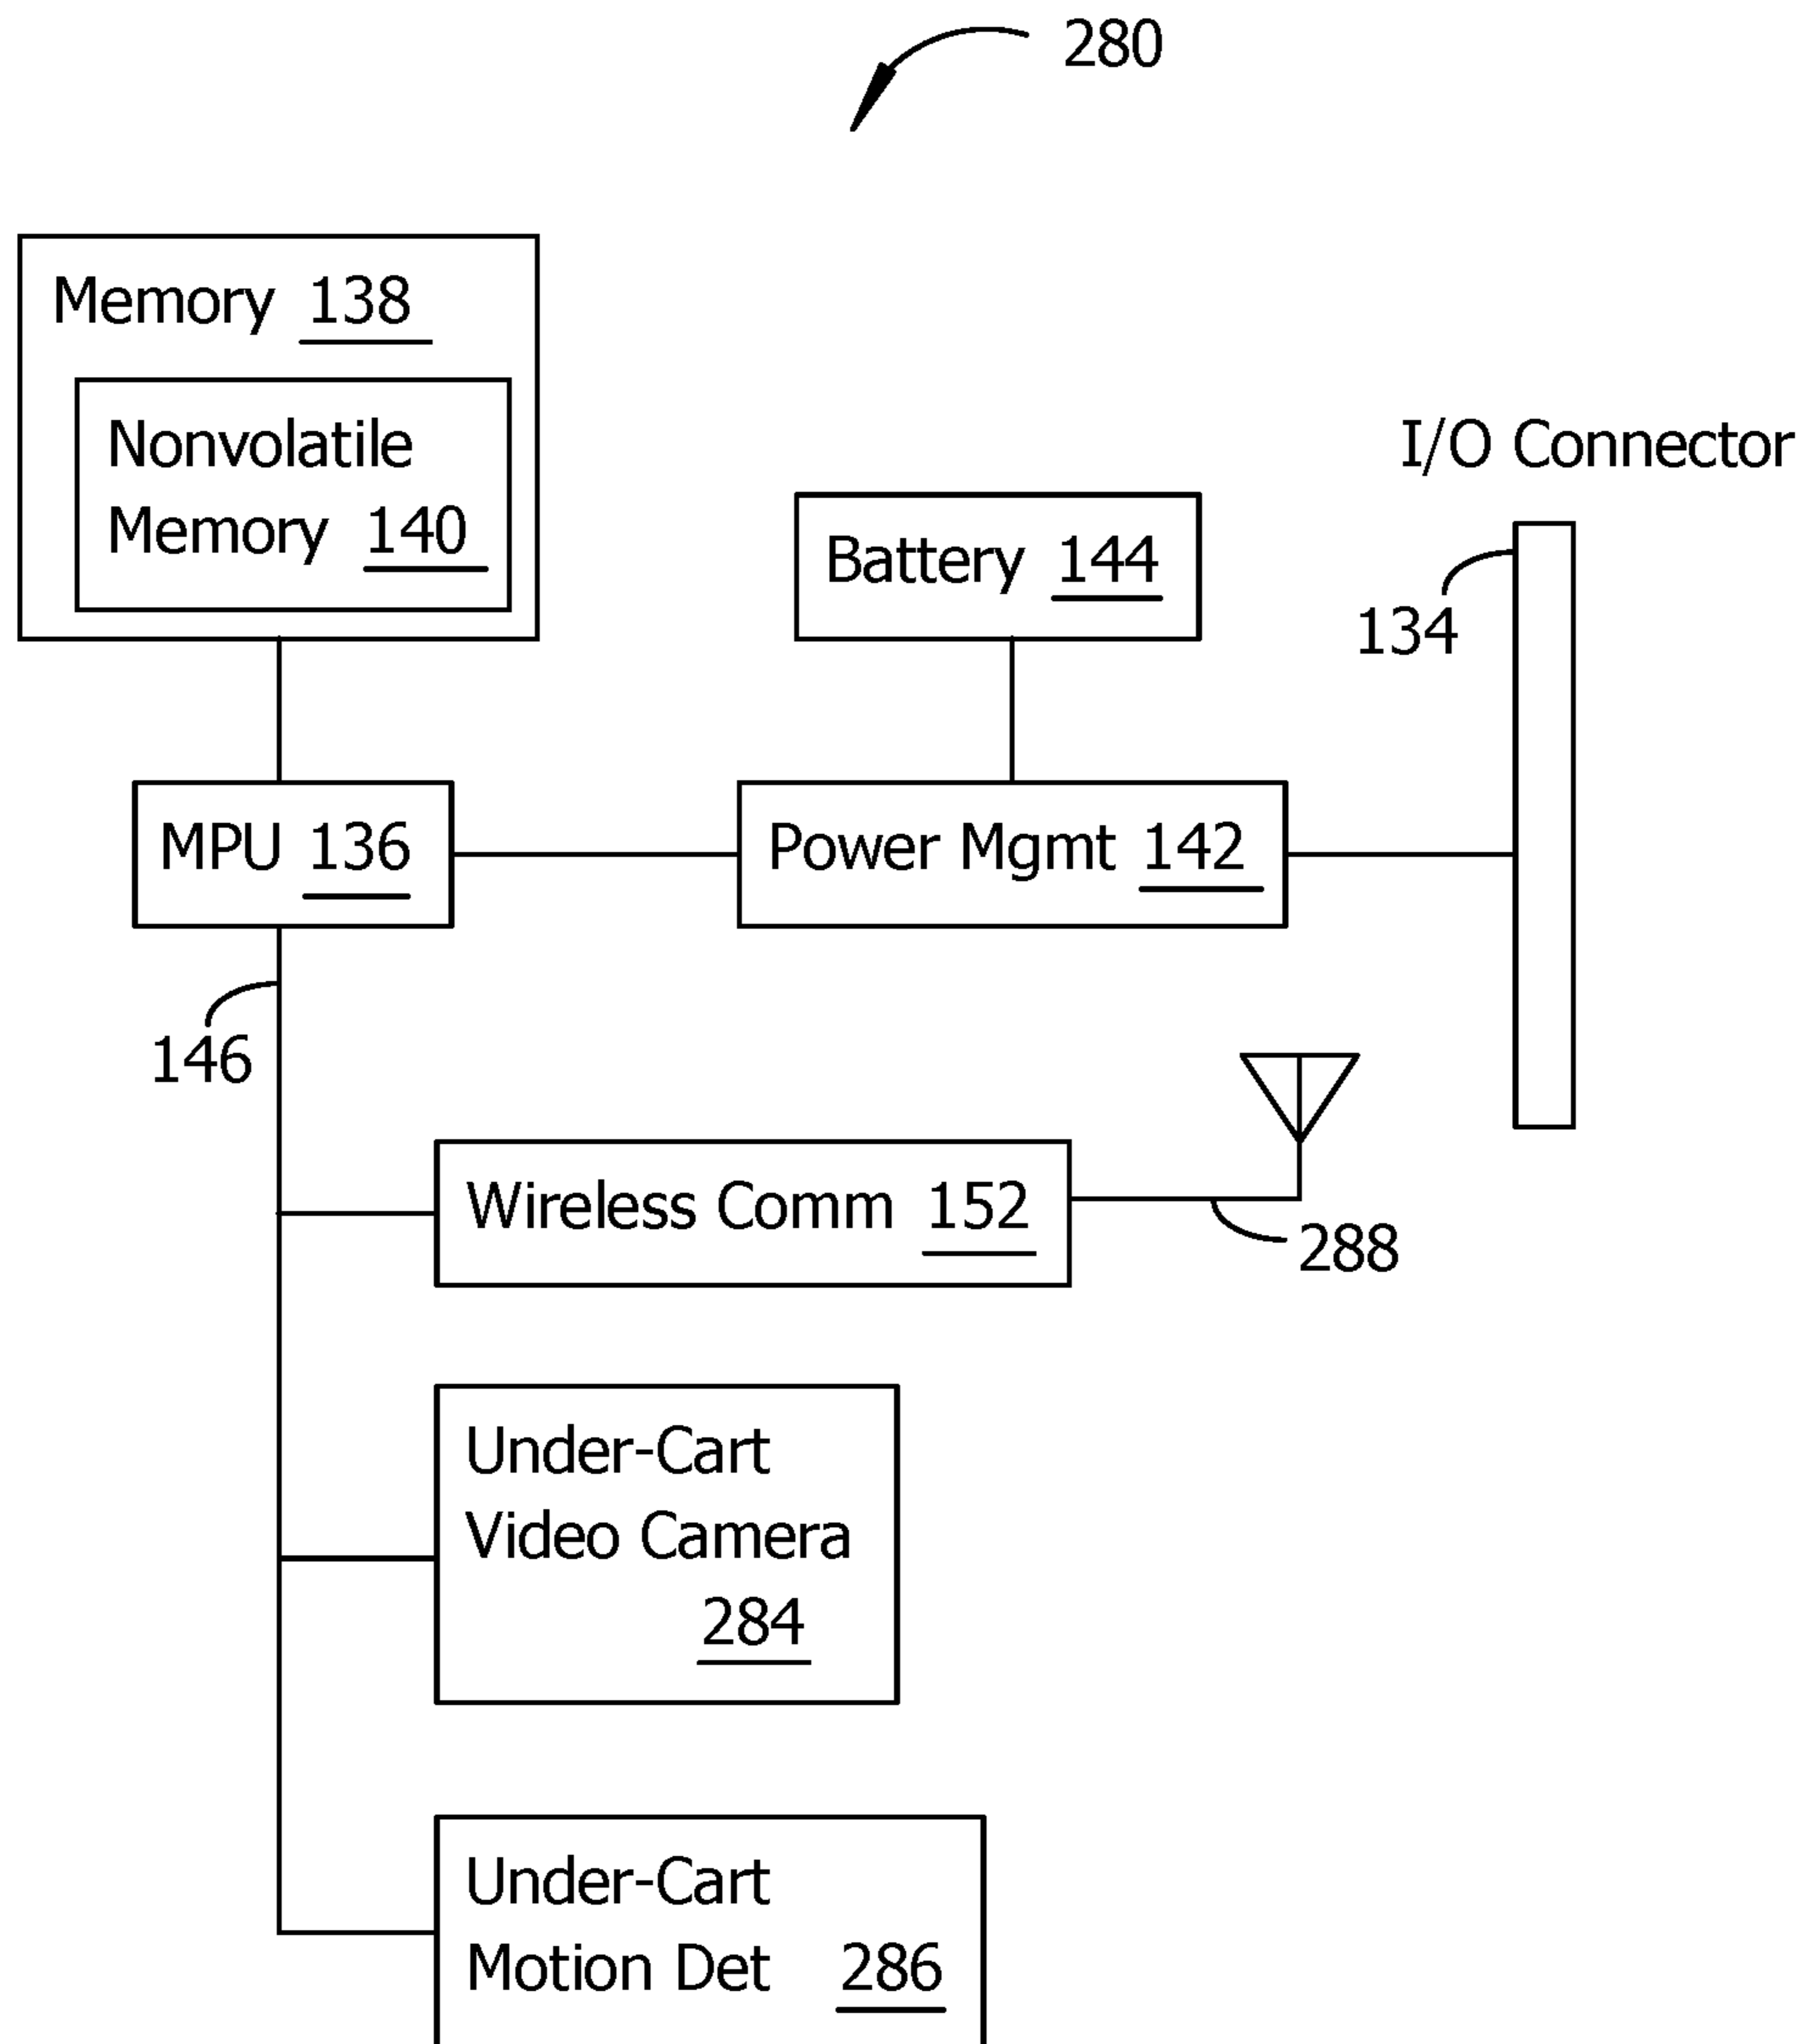 280
Memory 138
Nonvolatile
Memory 140
I/O Connector
Battery 144
134
MPU 136
Power Mgmt 142
146
Wireless Comm 152
288
Under-Cart
Video Camera
284
Under-Cart
Motion Det 286